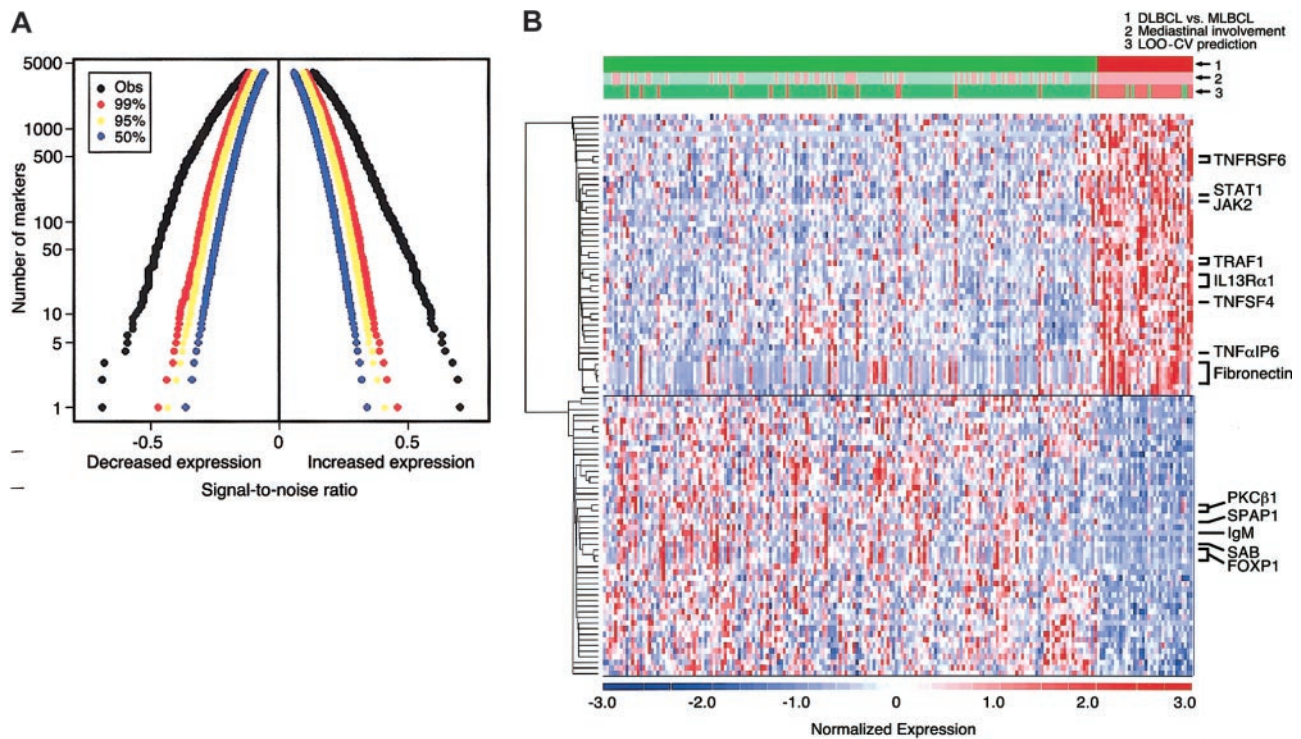 A
5000
1000
500
100
50
10
5
1
Number of markers
Obs
99%
95%
50%
-0.5
0
0.5
Decreased expression
Increased expression
Signal-to-noise ratio
B
1 DLBCL vs. MLBCL
2 Mediastinal involvement
3 LOO-CV prediction
1
2
3
TNFRSF6
STAT1
JAK2
TRAF1
IL13Rα1
TNFSF4
TNFαIP6
Fibronectin
PKCβ1
SPAP1
IgM
SAB
FOXP1
-3.0
-2.0
-1.0
0
1.0
2.0
3.0
Normalized Expression